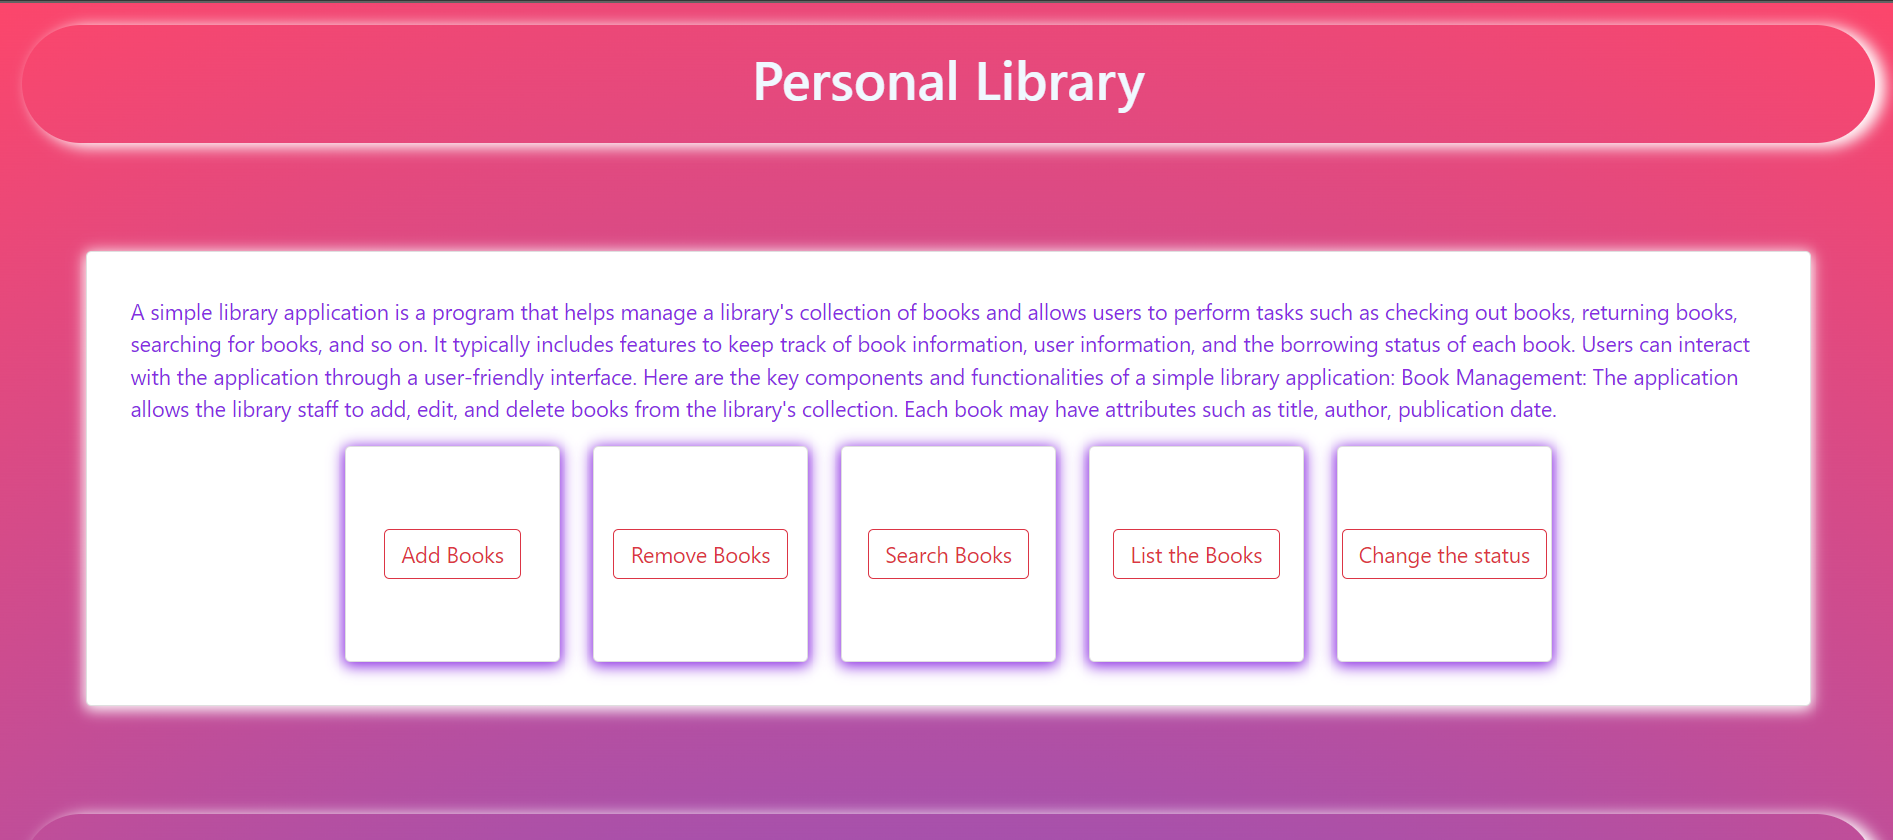 Personal Library
A simple library application is a program that helps manage a library's collection of books and allows users to perform tasks such as checking out books, returning books,
searching for books, and so on. It typically includes features to keep track of book information, user information, and the borrowing status of each book. Users can interact
with the application through a user-friendly interface. Here are the key components and functionalities of a simple library application: Book Management: The application
allows the library staff to add, edit, and delete books from the library's collection. Each book may have attributes such as title, author, publication date.
Add Books
Remove Books
Search Books
List the Books
Change the status